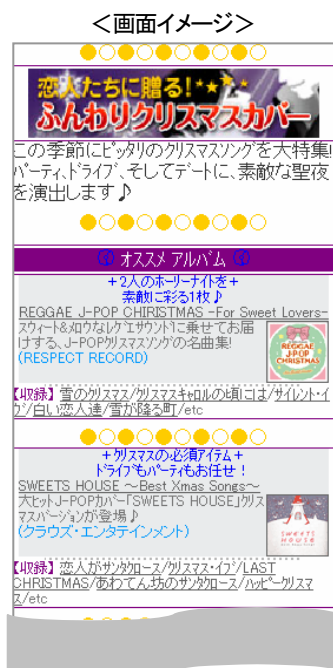 ＜画面イメージ＞
恋人たちに贈る!
ふんわりクリスマスカバー
この季節にﾋﾟｯﾀﾘのｸﾘｽﾏｽｿﾝｸﾞを大特集!
ﾊﾟｰﾃｨ､ﾄﾞﾗｲﾌﾞ､そしてﾃﾞｰﾄに､素敵な聖夜
を演出します♪
オススメ アルバム
+2人のホーリーナイトを+
素敵に彩る1枚♪
REGGAE J-POP CHIRISTMAS -For Sweet Lovers-
ｽｳｨｰﾄ&ﾒﾛｳなﾚｹﾞｴｻｳﾝﾄﾞに乗せてお届
けする､J-POPｸﾘｽﾏｽｿﾝｸﾞの名曲集!
(RESPECT RECORD)
REGGAE
J-POP
CHRISTMAS
【収録】雪のｸﾘｽﾏｽ/ｸﾘｽﾏｽｷｬﾛﾙの頃には/ｻｲﾚﾝﾄ･ｲ
ｳﾞ/白い恋人達/雪が降る町/etc
+ｸﾘｽﾏｽの必須ｱｲﾃﾑ+
ﾄﾞﾗｲﾌﾞもﾊﾟｰﾃｨもお任せ！
SWEETS HOUSE ～Best Xmas Songs～
大ﾋｯﾄJ-POPｶﾊﾞｰ｢SWEETS HOUSE｣ｸﾘｽ
ﾏｽﾊﾞｰｼﾞｮﾝが登場♪
(クラウズ･エンタテインメント)
SWEETS
HOUSE
【収録】恋人がｻﾝﾀｸﾛｰｽ/ｸﾘｽﾏｽ･ｲﾌﾞ/LAST
CHRISTMAS/あわてん坊のｻﾝﾀｸﾛｰｽ/ﾊｯﾋﾟｰｸﾘｽﾏ
ｽ/etc